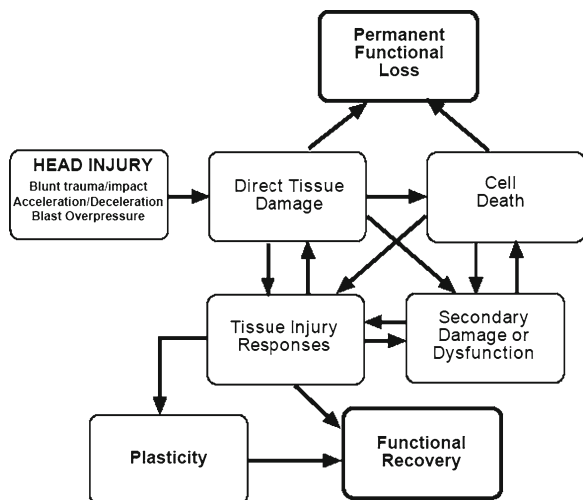 Permanent
Functional
Loss
HEAD INJURY
Blunt trauma/impact
Acceleration/Deceleration
Blast Overpressure
Direct Tissue
Damage
Cell
Death
Tissue Injury
Responses
Secondary
Damage or
Dysfunction
Plasticity
Functional
Recovery